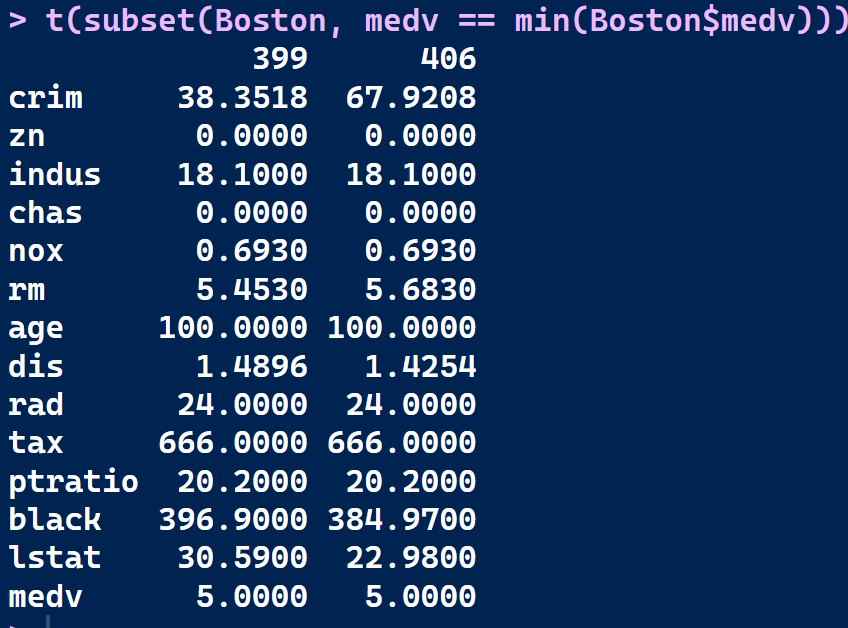 > t(subset(Boston, medv == min(Boston$medv)))
399 406
crim 38.3518 67.9208
zn 0.0000 0.0000
indus 18.1000 18.1000
chas 0.0000 0.0000
nox 0.6930 0.6930
rm 5.4530 5.6830
age 100.0000 100.0000
dis 1.4896 1.4254
rad 24.0000 24.0000
tax 666.0000 666.0000
ptratio 20.2000 20.2000
black 396.9000 384.9700
lstat 30.5900 22.9800
medv 5.0000 5.0000
>